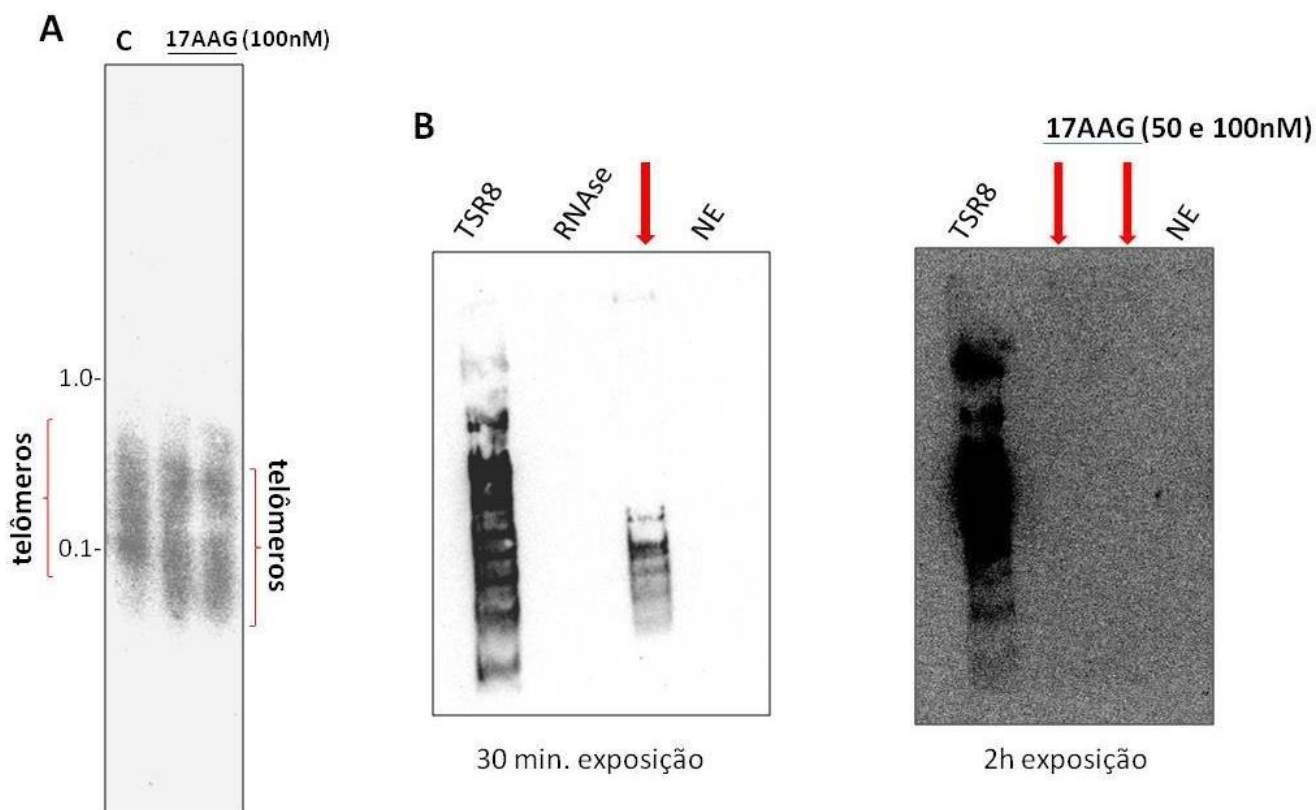 A
C 17AAG (100nM)
1.0-
0.1-
telômeros
telômeros
B
TSR8 RNAse NE
30 min. exposição
17AAG (50 e 100nM)
TSR8 NE
2h exposição